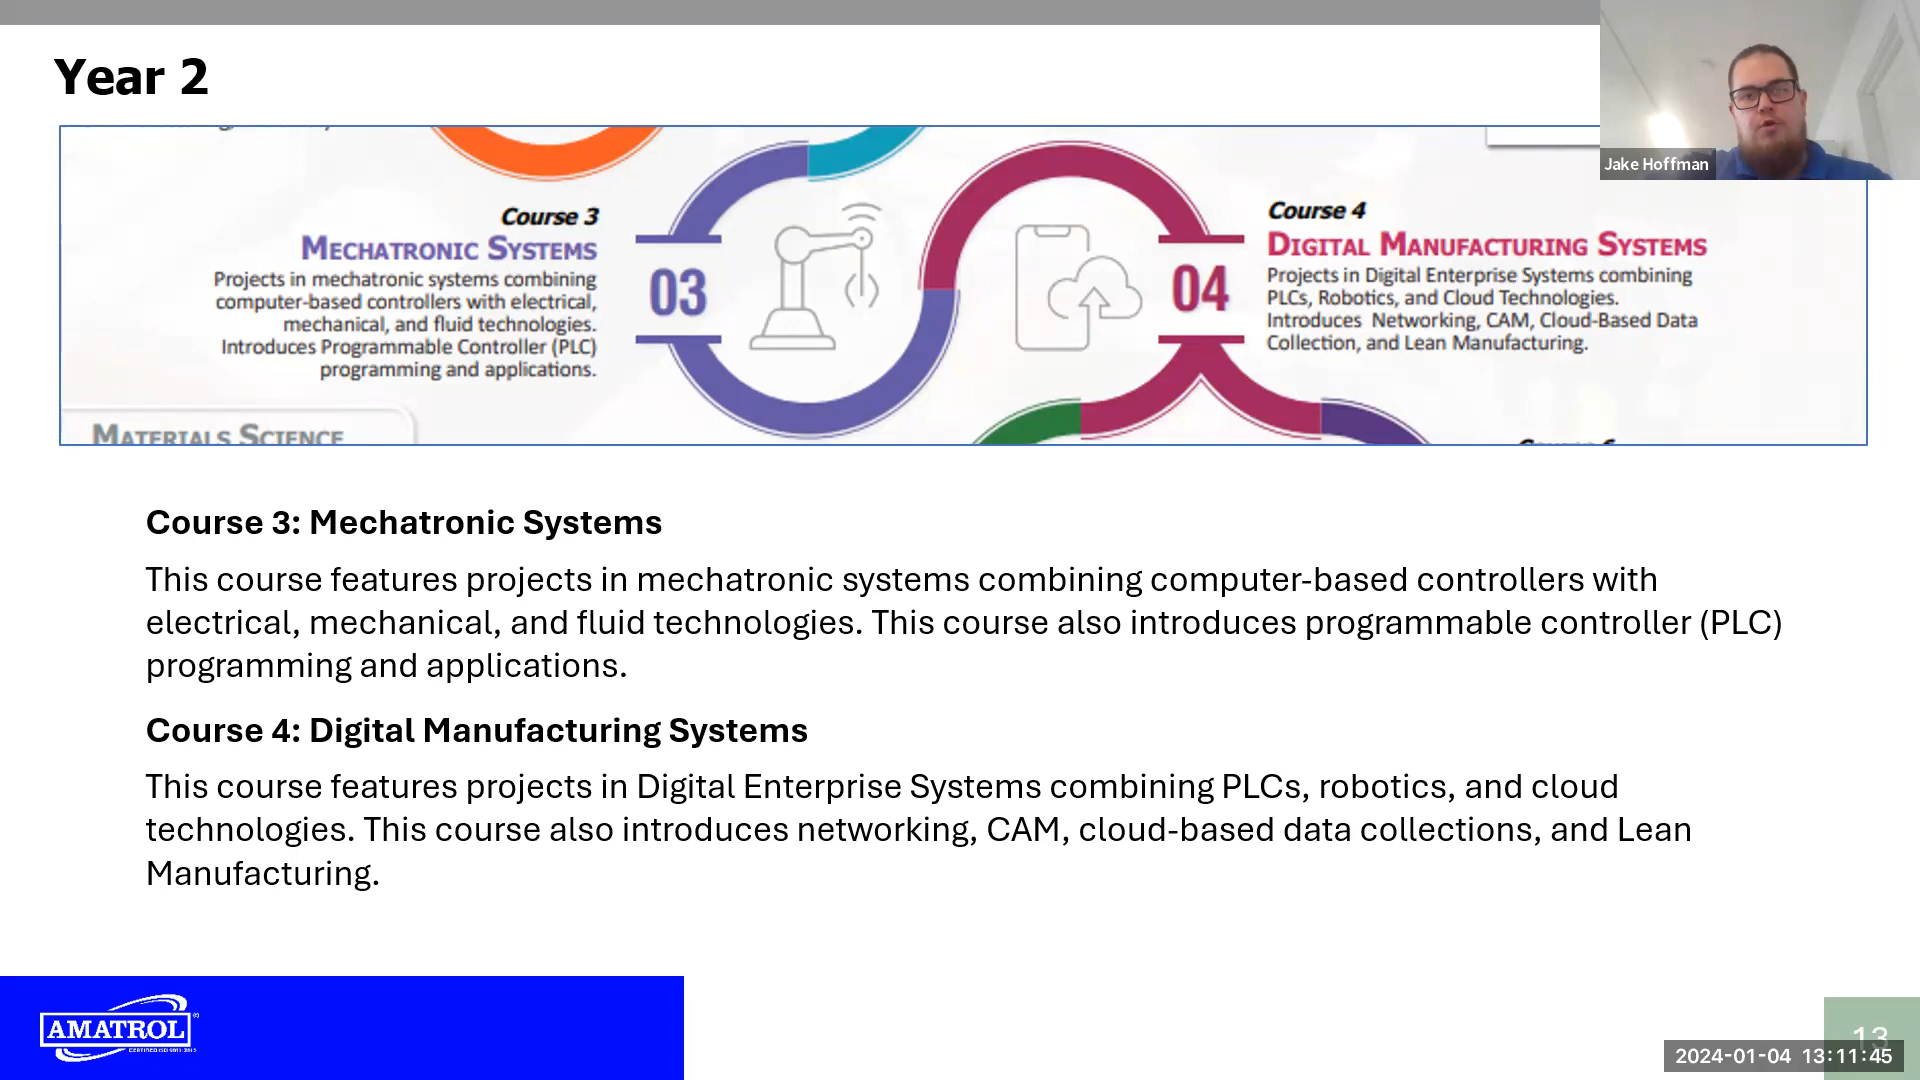 Year 2
Jake Hoffman
Course 3
MECHATRONIC SYSTEMS
Projects in mechatronic systems combining
computer-based controllers with electrical,
mechanical, and fluid technologies.
Introduces Programmable Controller (PLC)
programming and applications.
03
04
Course 4
DIGITAL MANUFACTURING SYSTEMS
Projects in Digital Enterprise Systems combining
PLCs, Robotics, and Cloud Technologies.
Introduces Networking, CAM, Cloud-Based Data
Collection, and Lean Manufacturing.
MATERIALS SCIENCE
Course 3: Mechatronic Systems
This course features projects in mechatronic systems combining computer-based controllers with
electrical, mechanical, and fluid technologies. This course also introduces programmable controller (PLC)
programming and applications.
Course 4: Digital Manufacturing Systems
This course features projects in Digital Enterprise Systems combining PLCs, robotics, and cloud
technologies. This course also introduces networking, CAM, cloud-based data collections, and Lean
Manufacturing.
AMATROL
13
2024-01-04 13:11:45